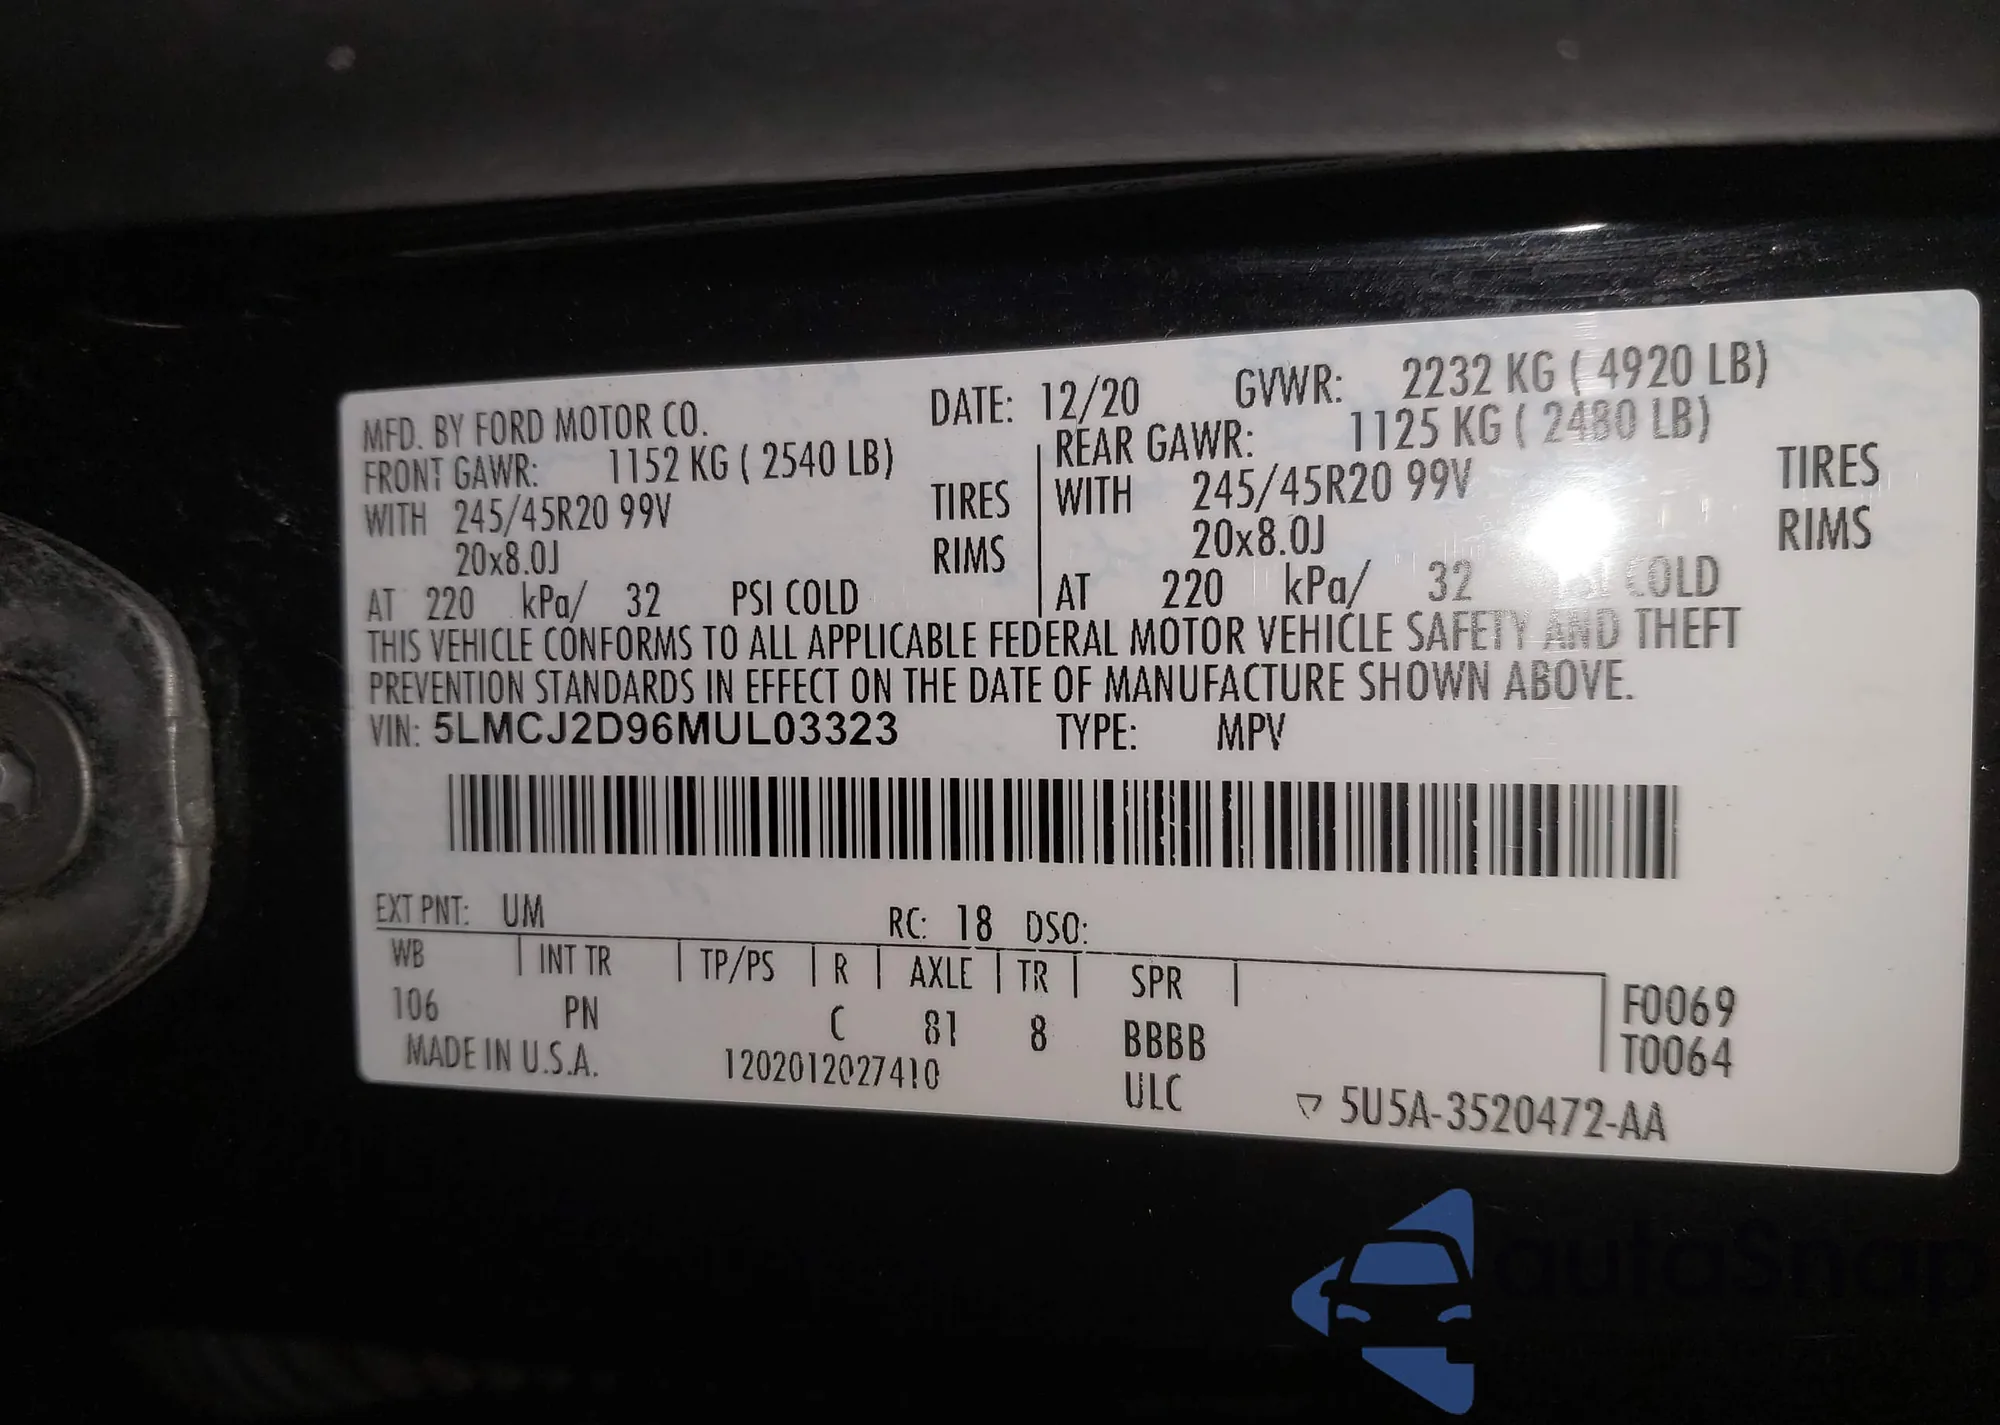 MFD. BY FORD MOTOR CO. DATE: 12/20 GVWR: 2232 KG ( 4920 LB)
FRONT GAWR: 1152 KG ( 2540 LB) REAR GAWR: 1125 KG ( 2480 LB)
WITH 245/45R20 99V TIRES WITH 245/45R20 99V TIRES
20x8.0J RIMS 20x8.0J RIMS
AT 220 kPa/ 32 PSI COLD AT 220 kPa/ 32 PSI COLD
THIS VEHICLE CONFORMS TO ALL APPLICABLE FEDERAL MOTOR VEHICLE SAFETY AND THEFT
PREVENTION STANDARDS IN EFFECT ON THE DATE OF MANUFACTURE SHOWN ABOVE.
VIN: 5LMCJ2D96MUL03323 TYPE: MPV
EXT PNT: UM RC: 18 DSO:
WB INT TR TP/PS R AXLE TR SPR
106 PN C 81 8 BBBB F0069
MADE IN U.S.A. 1202012027410 ULC T0064
5U5A-3520472-AA
autoSnap